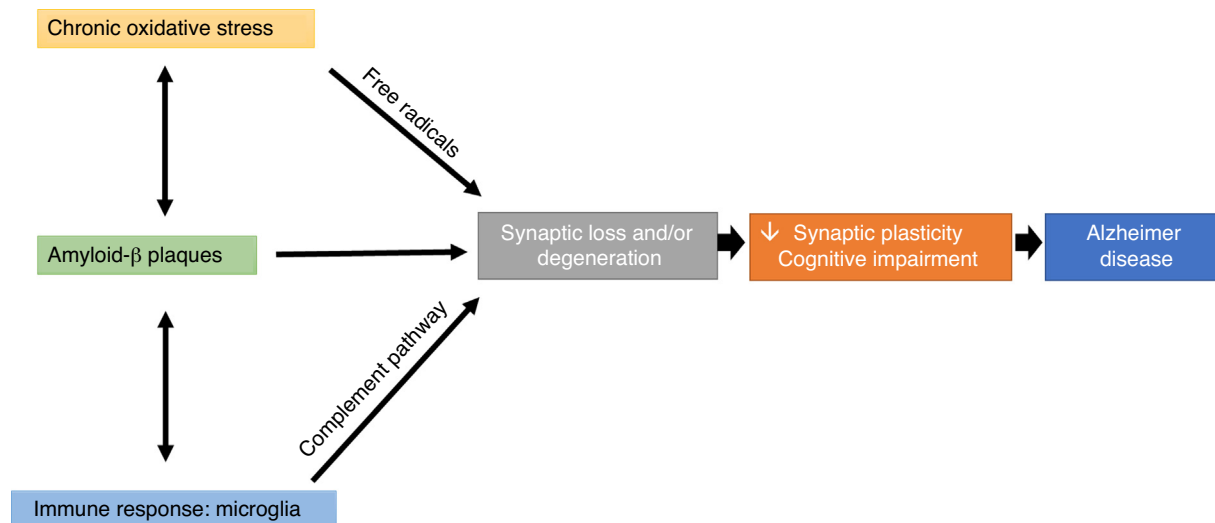 Chronic oxidative stress
Free radicals
Amyloid-β plaques
Synaptic loss and/or
degeneration
↓ Synaptic plasticity
Cognitive impairment
Alzheimer
disease
Complement pathway
Immune response: microglia